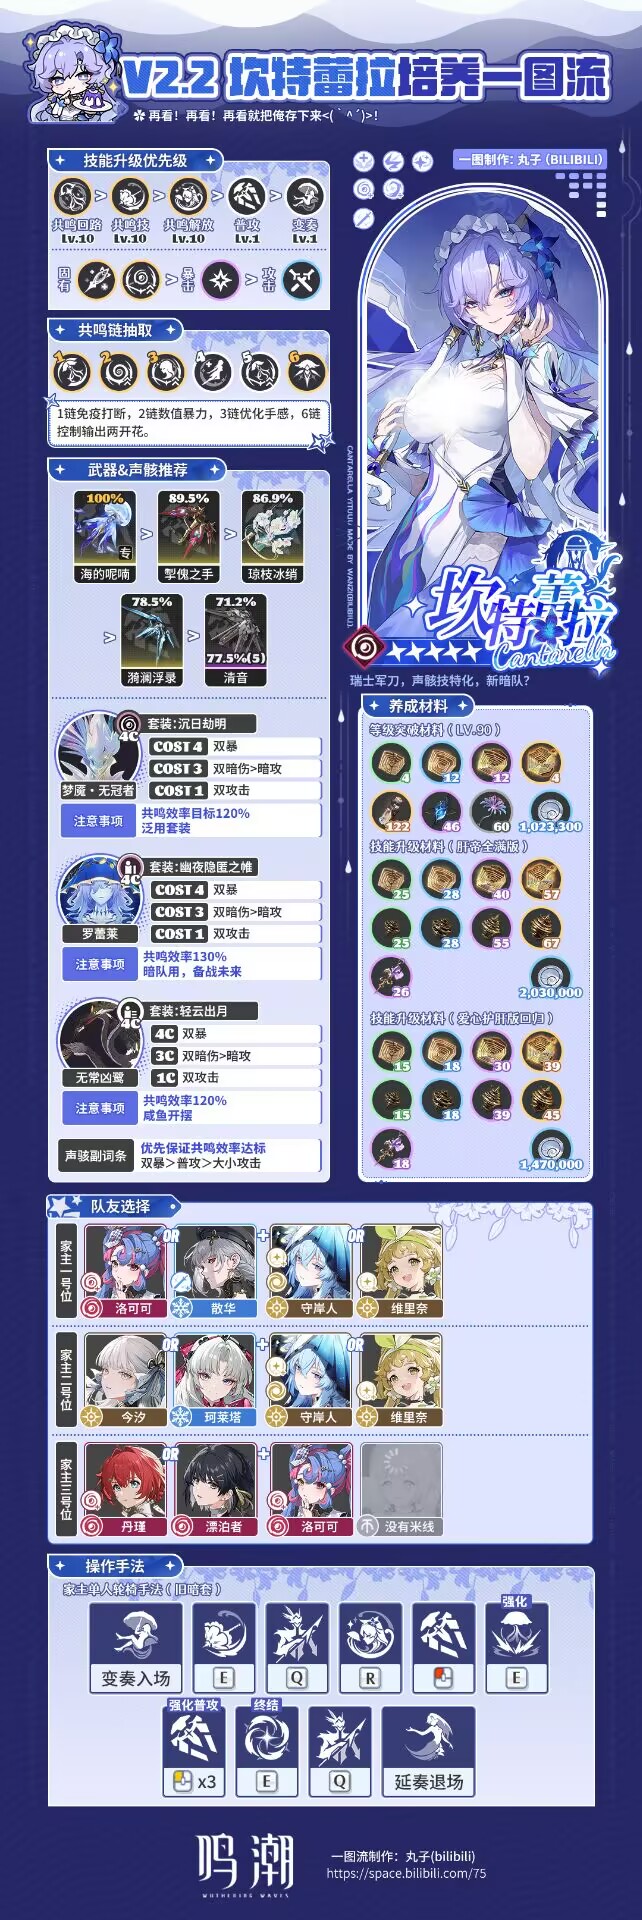 V2.2 坎特蕾拉培养一图流
✽ 再看！再看！再看就把俺存下来<(｀^´)>！
技能升级优先级
共鸣回路 > 共鸣技 > 共鸣解放 > 普攻 > 变奏
Lv.10 Lv.10 Lv.10 Lv.1 Lv.1
固有 > 暴击 > 攻击
共鸣链抽取
1 2 3 4 5 6
1链免疫打断，2链数值暴力，3链优化手感，6链
控制输出两开花。
武器&声骸推荐
100% > 89.5% > 86.9%
专
海的呢喃 掣傀之手 琼枝冰绡
> 78.5% > 71.2%
77.5%(5)
漪澜浮录 清音
4C
套装:沉日劫明
COST 4 双暴
COST 3 双暗伤>暗攻
COST 1 双攻击
梦魇·无冠者
注意事项
共鸣效率目标120%
泛用套装
4C
套装:幽夜隐匿之帷
COST 4 双暴
COST 3 双暗伤>暗攻
COST 1 双攻击
罗蕾莱
注意事项
共鸣效率130%
暗队用，备战未来
4C
套装:轻云出月
4C 双暴
3C 双暗伤>暗攻
1C 双攻击
无常凶鹭
注意事项
共鸣效率120%
咸鱼开摆
声骸副词条
优先保证共鸣效率达标
双暴>普攻>大小攻击
一图制作: 丸子 (BILIBILI)
CANTARELLA YITULIU MADE BY WANZI(BILIBILI).
坎特蕾拉
Cantarella
瑞士军刀，声骸技特化，新暗队？
养成材料
等级突破材料（LV.90）
4 12 12 4
122 46 60 1,023,300
技能升级材料（肝帝全满版）
25 28 40 57
25 28 55 67
26 2,030,000
技能升级材料（爱心护肝版回归）
15 18 30 39
15 18 39 45
18 1,470,000
队友选择
家主一号位
OR + OR
洛可可 散华 守岸人 维里奈
家主二号位
OR + OR
今汐 珂莱塔 守岸人 维里奈
家主三号位
OR +
丹瑾 漂泊者 洛可可 没有米线
操作手法
家主单人轮椅手法（旧暗套）
强化
变奏入场 E Q R E
强化普攻 终结
x3 E Q 延奏退场
鸣潮
WUTHERING WAVES
一图流制作：丸子(bilibili)
https://space.bilibili.com/75